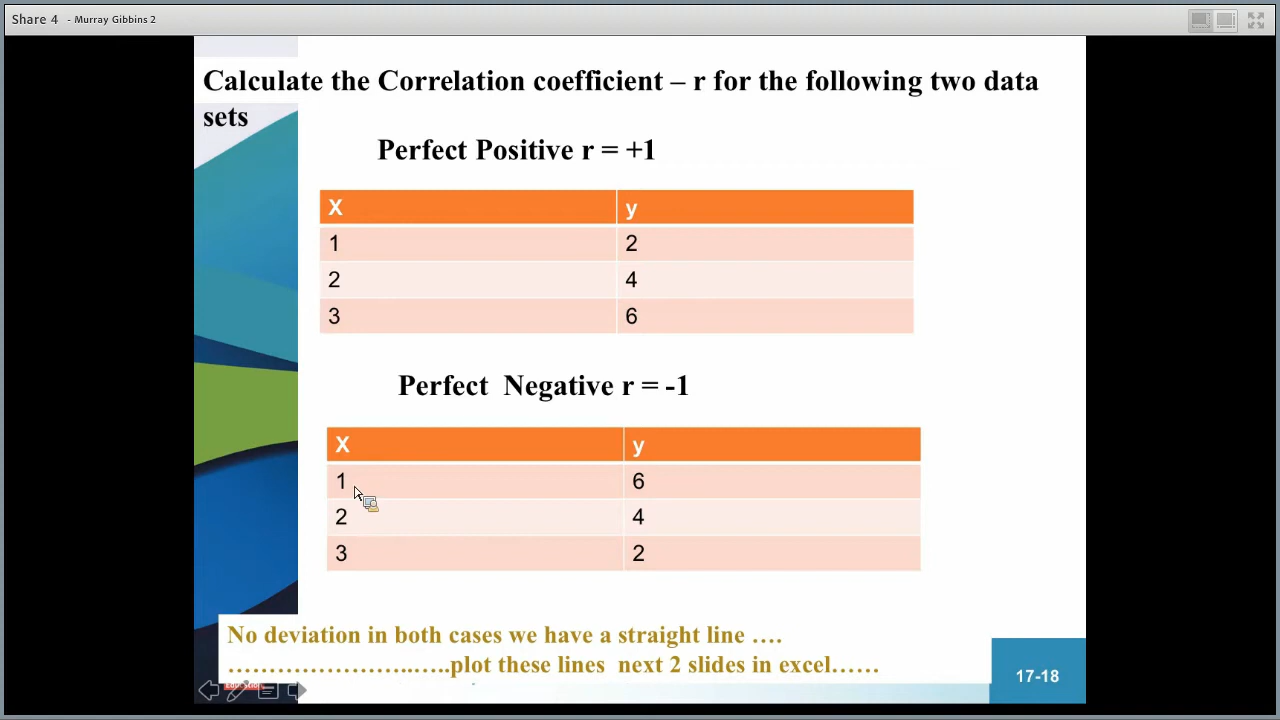 Share 4 - Murray Gibbins 2
Calculate the Correlation coefficient – r for the following two data
sets
Perfect Positive r = +1
X y
1 2
2 4
3 6
Perfect Negative r = -1
X y
1 6
2 4
3 2
No deviation in both cases we have a straight line ….
…………………..…..plot these lines next 2 slides in excel……
17-18